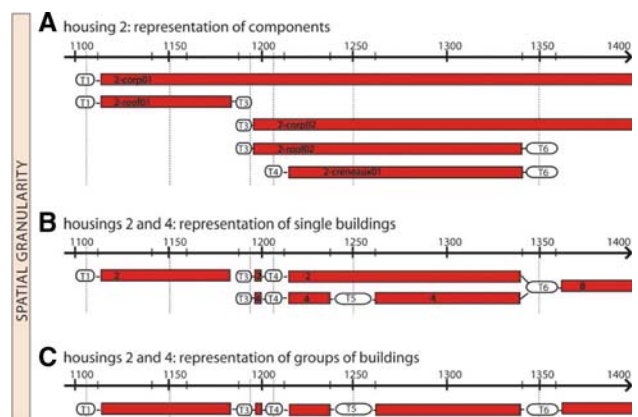 SPATIAL GRANULARITY
A housing 2: representation of components
1100 1150 1200 1250 1300 1350 1400
T1 2-corp01
T1 2-roof01 T3
T3 2-corp02
T3 2-roof02 T6
T4 2-creneaux01 T6
B housings 2 and 4: representation of single buildings
1100 1150 1200 1250 1300 1350 1400
T1 2 T3 2 T4 2 T6 8
T3 4 T4 4 T5 4
C housings 2 and 4: representation of groups of buildings
1100 1150 1200 1250 1300 1350 1400
T1 T3 T4 T5 T6